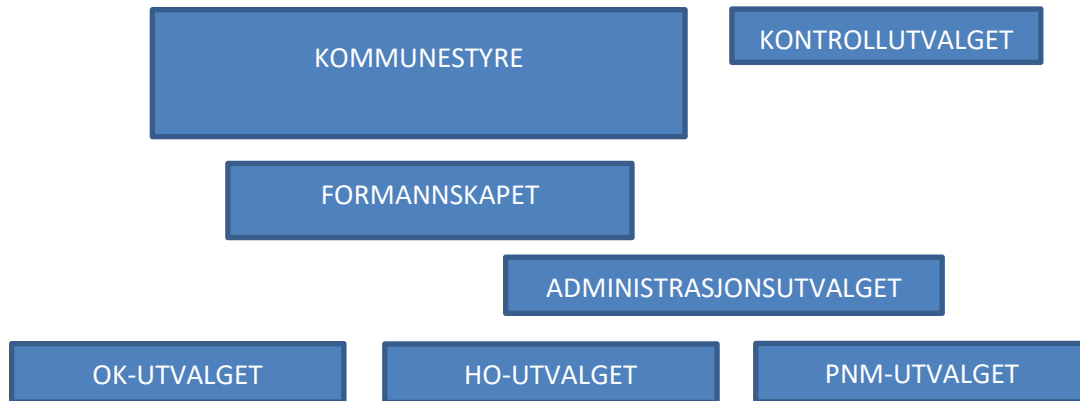 KOMMUNESTYRE
KONTROLLUTVALGET
FORMANNSKAPET
ADMINISTRASJONSUTVALGET
OK-UTVALGET
HO-UTVALGET
PNM-UTVALGET